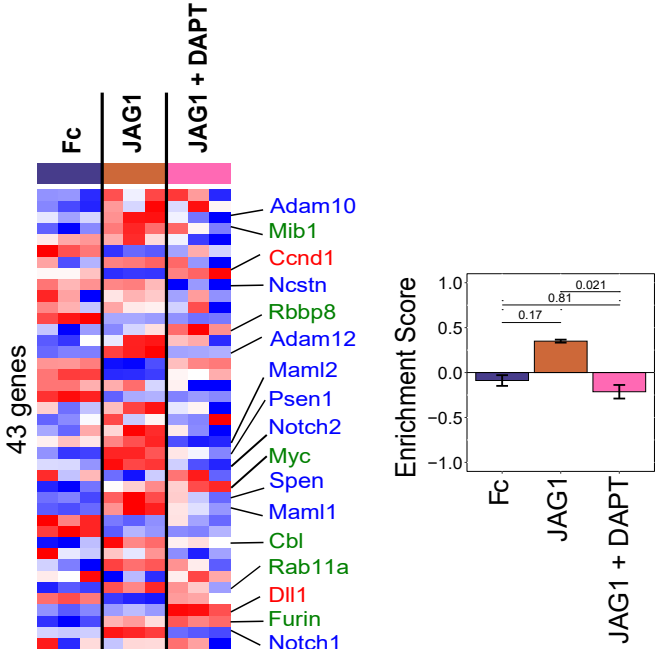 Fc
JAG1
JAG1 + DAPT
43 genes
Adam10
Mib1
Ccnd1
Ncstn
Rbbp8
Adam12
Maml2
Psen1
Notch2
Myc
Spen
Maml1
Cbl
Rab11a
Dll1
Furin
Notch1
Enrichment Score
1.0
0.5
0.0
−0.5
−1.0
0.021
0.81
0.17
Fc
JAG1
JAG1 + DAPT